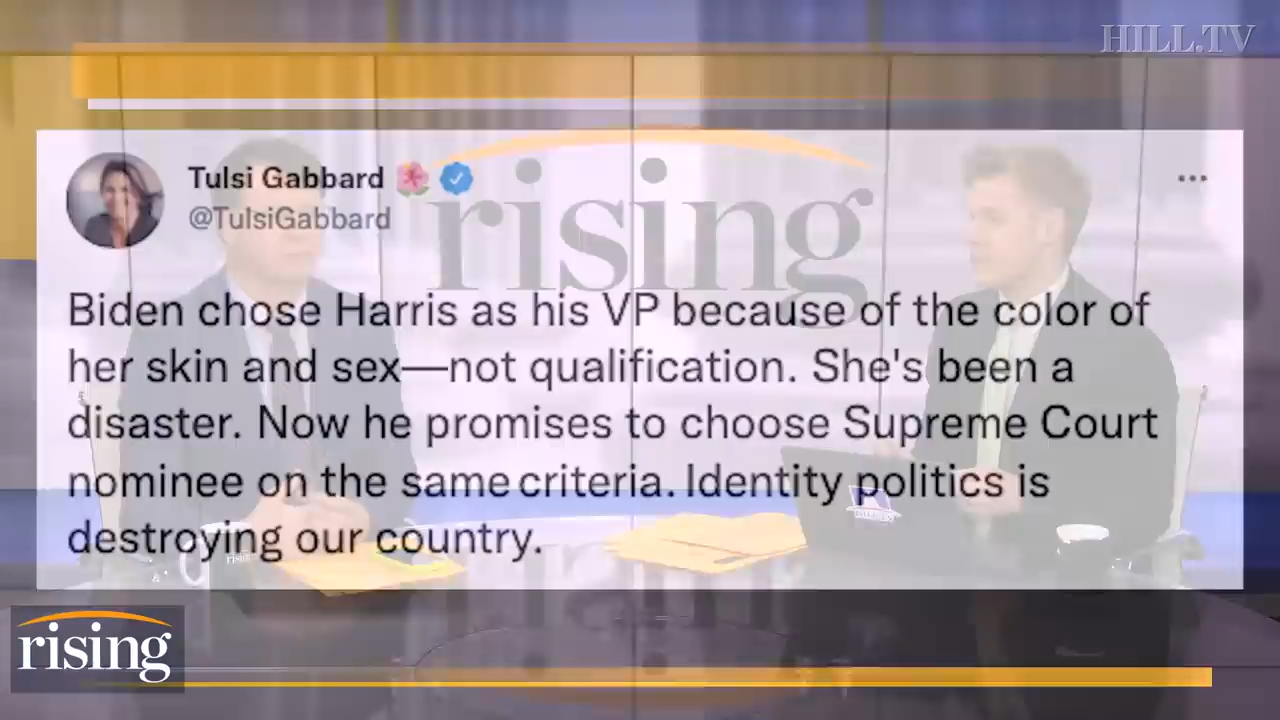 HILL.TV
rising
Tulsi Gabbard
@TulsiGabbard
Biden chose Harris as his VP because of the color of
her skin and sex—not qualification. She's been a
disaster. Now he promises to choose Supreme Court
nominee on the same criteria. Identity politics is
destroying our country.
rising